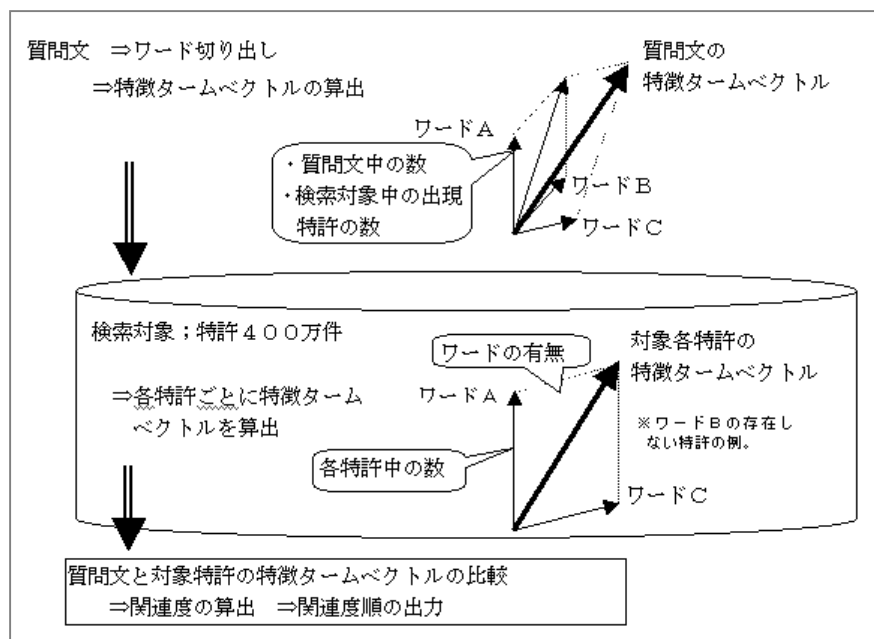 質問文 ⇒ワード切り出し
⇒特徴タームベクトルの算出
質問文の
特徴タームベクトル
ワードA
・質問文中の数
・検索対象中の出現
特許の数
ワードB
ワードC
検索対象;特許400万件
⇒各特許ごとに特徴ターム
ベクトルを算出
ワードの有無
ワードA
対象各特許の
特徴タームベクトル
※ワードBの存在し
ない特許の例。
各特許中の数
ワードC
質問文と対象特許の特徴タームベクトルの比較
⇒関連度の算出 ⇒関連度順の出力